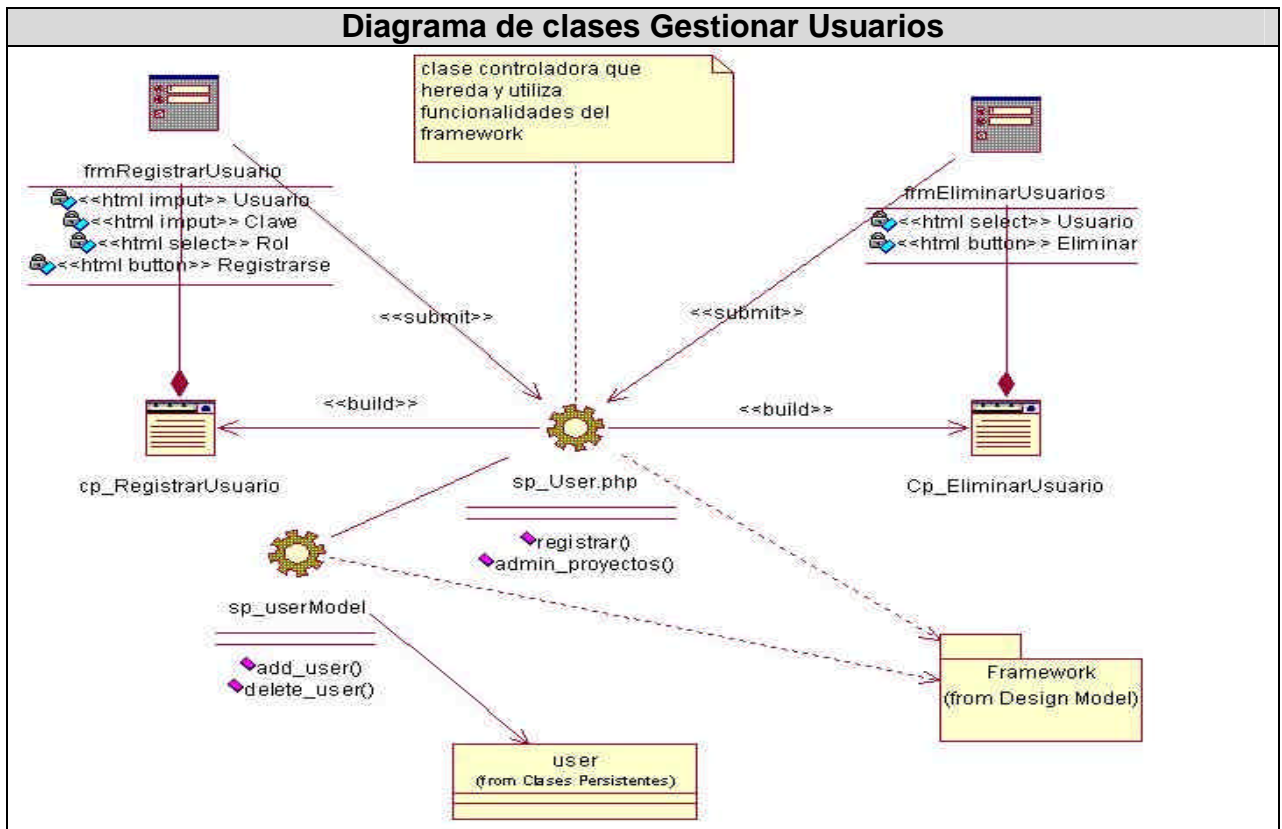 Diagrama de clases Gestionar Usuarios
clase controladora que
hereda y utiliza
funcionalidades del
framework
frmRegistrarUsuario
<<html imput>> Usuario
<<html imput>> Clave
<<html select>> Rol
<<html button>> Registrarse
frmEliminarUsuarios
<<html select>> Usuario
<<html button>> Eliminar
<<submit>>
<<submit>>
<<build>>
<<build>>
cp_RegistrarUsuario
sp_User.php
Cp_EliminarUsuario
registrar()
admin_proyectos()
sp_userModel
add_user()
delete_user()
Framework
(from Design Model)
user
(from Clases Persistentes)